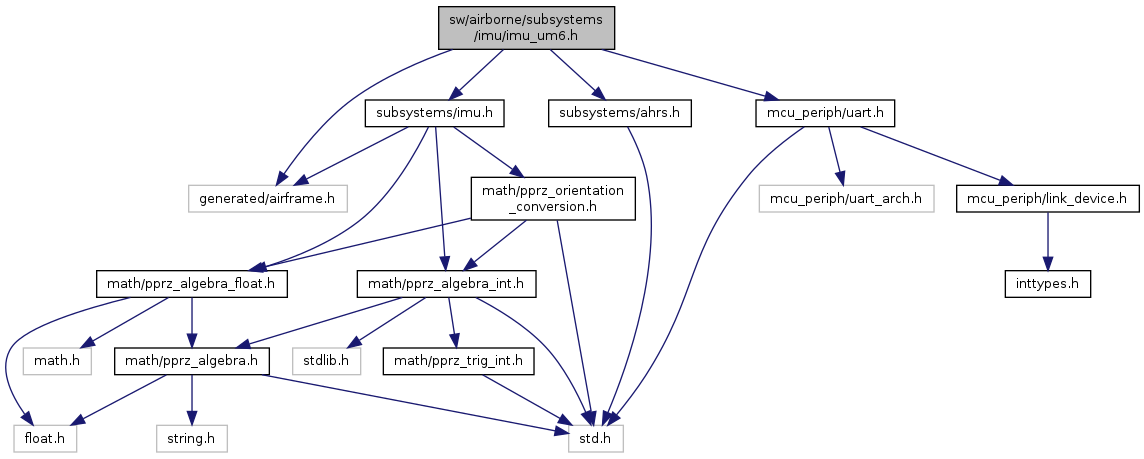 sw/airborne/subsystems
/imu/imu_um6.h
subsystems/imu.h
subsystems/ahrs.h
mcu_periph/uart.h
generated/airframe.h
math/pprz_orientation
_conversion.h
mcu_periph/uart_arch.h
mcu_periph/link_device.h
math/pprz_algebra_float.h
math/pprz_algebra_int.h
inttypes.h
math.h
math/pprz_algebra.h
stdlib.h
math/pprz_trig_int.h
float.h
string.h
std.h